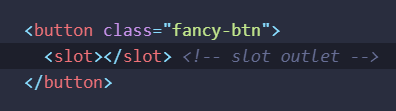 <button class="fancy-btn">
  <slot></slot> <!-- slot outlet -->
</button>